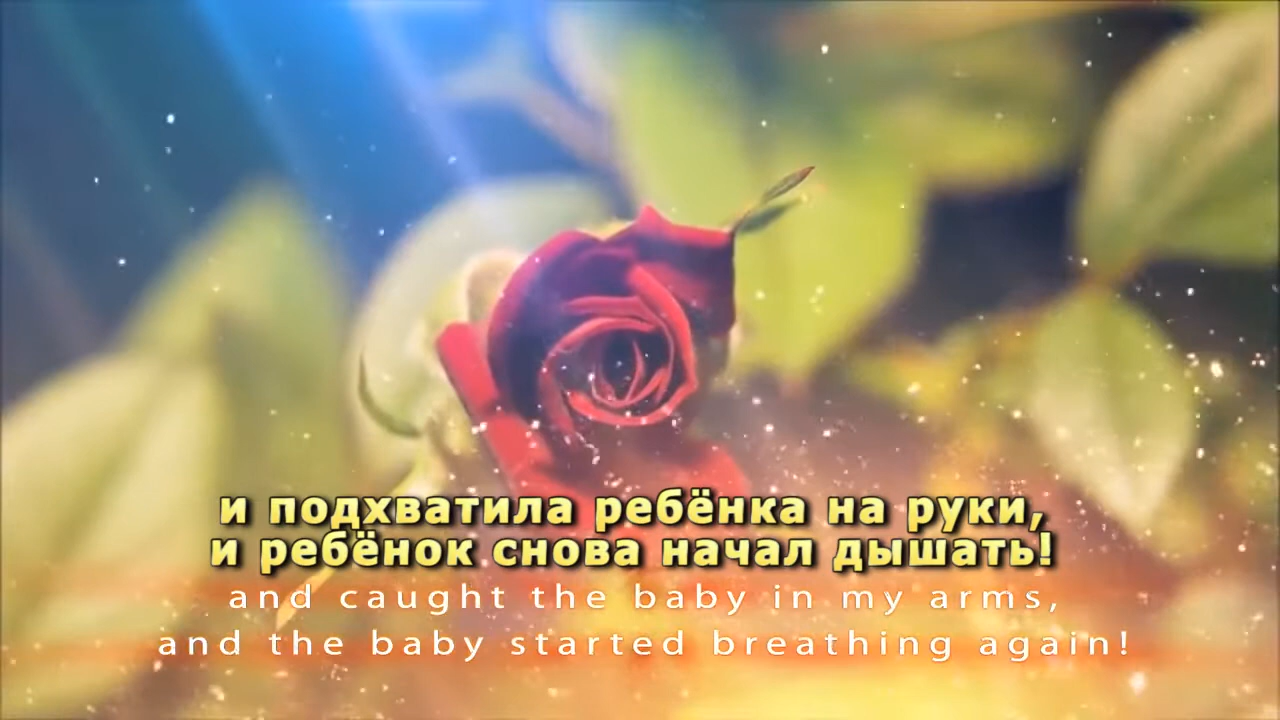 и подхватила ребёнка на руки,
и ребёнок снова начал дышать!
and caught the baby in my arms,
and the baby started breathing again!